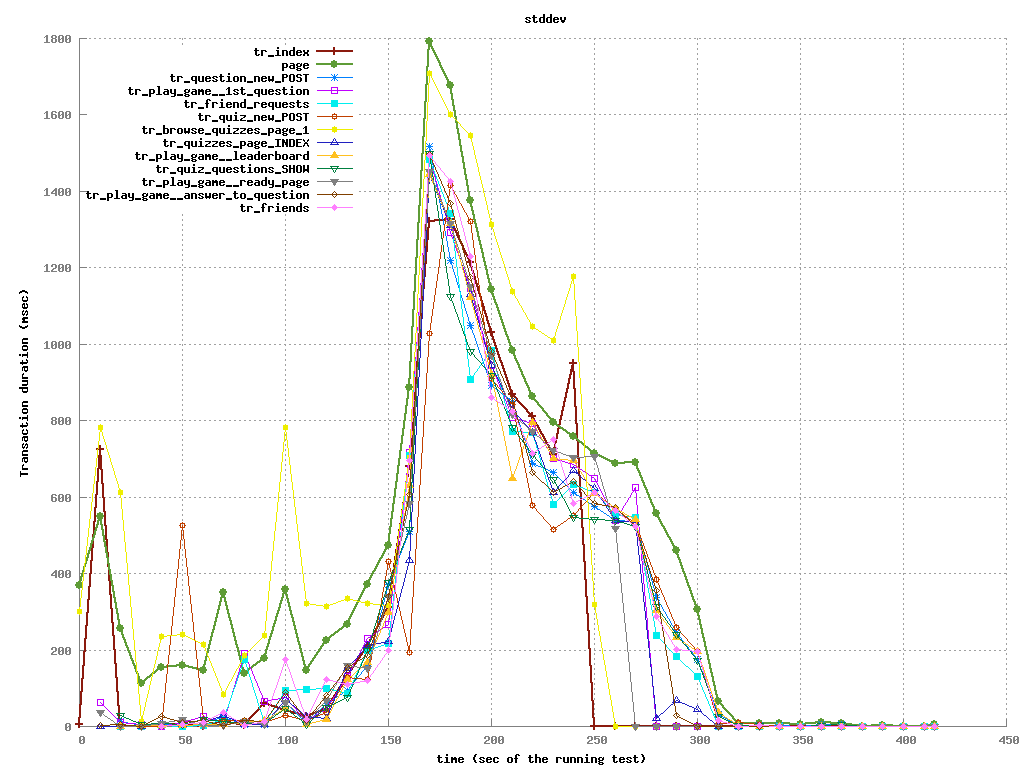 stddev
1800
1600
1400
1200
1000
800
600
400
200
0
Transaction duration (msec)
tr_index
page
tr_question_new_POST
tr_play_game__1st_question
tr_friend_requests
tr_quiz_new_POST
tr_browse_quizzes_page_1
tr_quizzes_page_INDEX
tr_play_game__leaderboard
tr_quiz_questions_SHOW
tr_play_game__ready_page
tr_play_game__answer_to_question
tr_friends
0 50 100 150 200 250 300 350 400 450
time (sec of the running test)